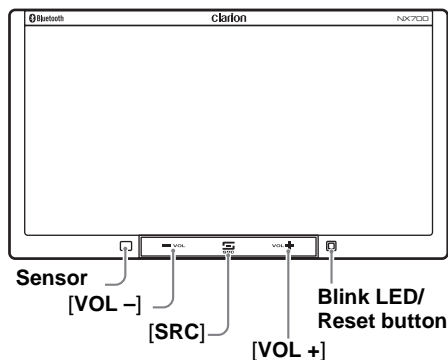 Bluetooth clarion NX700
VOL SRC VOL
Sensor
[VOL –]
[SRC]
[VOL +]
Blink LED/
Reset button